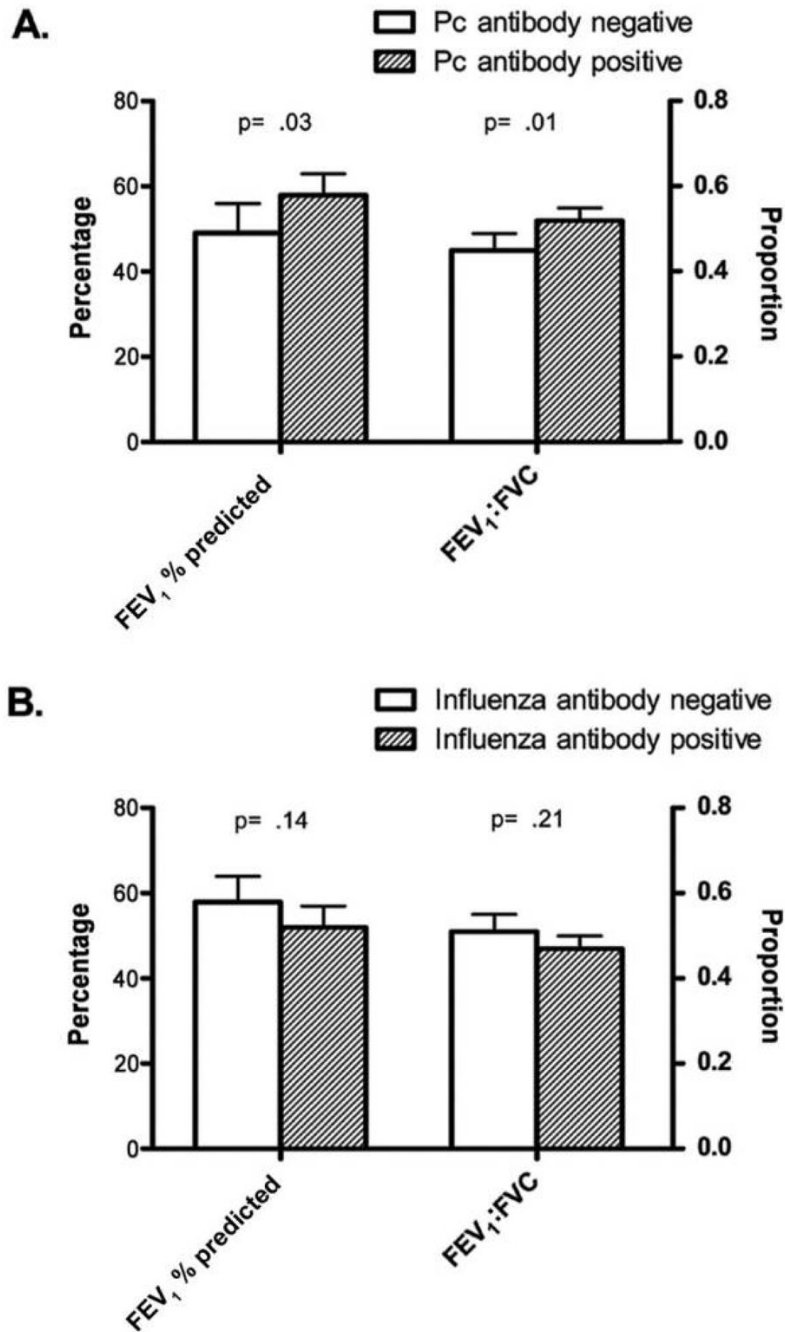 A.
Pc antibody negative
Pc antibody positive
80
60
40
20
0
Percentage
p= .03
p= .01
0.8
0.6
0.4
0.2
0.0
Proportion
FEV₁ % predicted
FEV₁:FVC
B.
Influenza antibody negative
Influenza antibody positive
80
60
40
20
0
Percentage
p= .14
p= .21
0.8
0.6
0.4
0.2
0.0
Proportion
FEV₁ % predicted
FEV₁:FVC